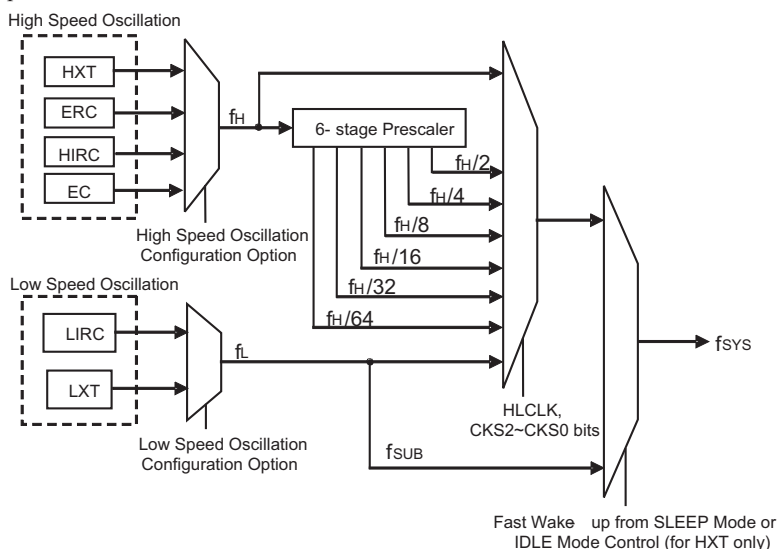 High Speed Oscillation
HXT
ERC
HIRC
EC
fH
6- stage Prescaler
fH/2
fH/4
fH/8
fH/16
fH/32
fH/64
High Speed Oscillation
Configuration Option
Low Speed Oscillation
LIRC
LXT
fL
Low Speed Oscillation
Configuration Option
fSUB
HLCLK,
CKS2~CKS0 bits
fSYS
Fast Wake up from SLEEP Mode or
IDLE Mode Control (for HXT only)